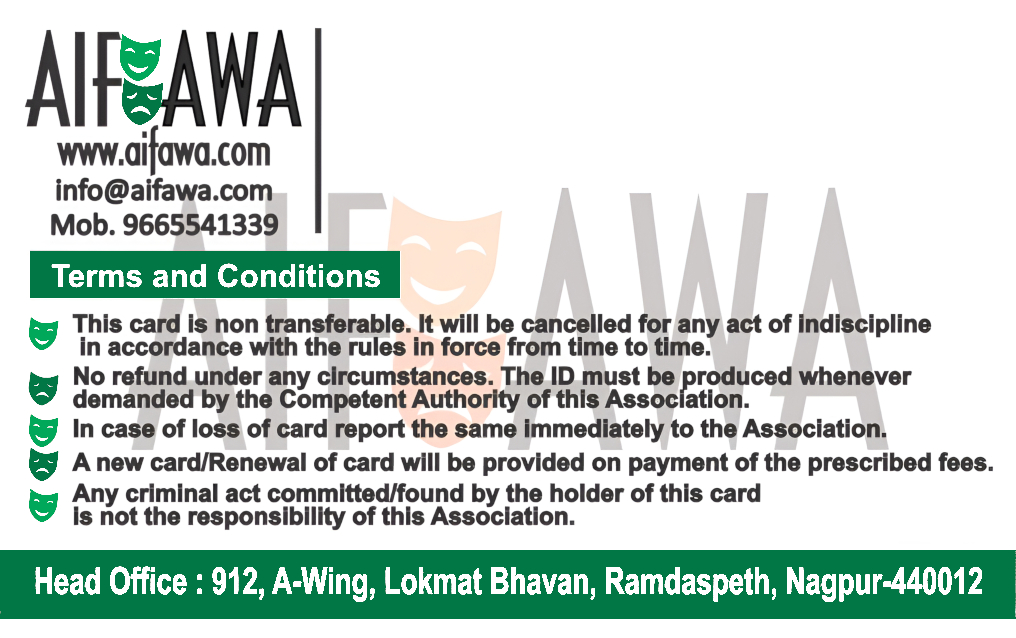 AIFAWA
www.aifawa.com
info@aifawa.com
Mob. 9665541339
AIFAWA
Terms and Conditions
This card is non transferable. It will be cancelled for any act of indiscipline
in accordance with the rules in force from time to time.
No refund under any circumstances. The ID must be produced whenever
demanded by the Competent Authority of this Association.
In case of loss of card report the same immediately to the Association.
A new card/Renewal of card will be provided on payment of the prescribed fees.
Any criminal act committed/found by the holder of this card
is not the responsibility of this Association.
Head Office : 912, A-Wing, Lokmat Bhavan, Ramdaspeth, Nagpur-440012